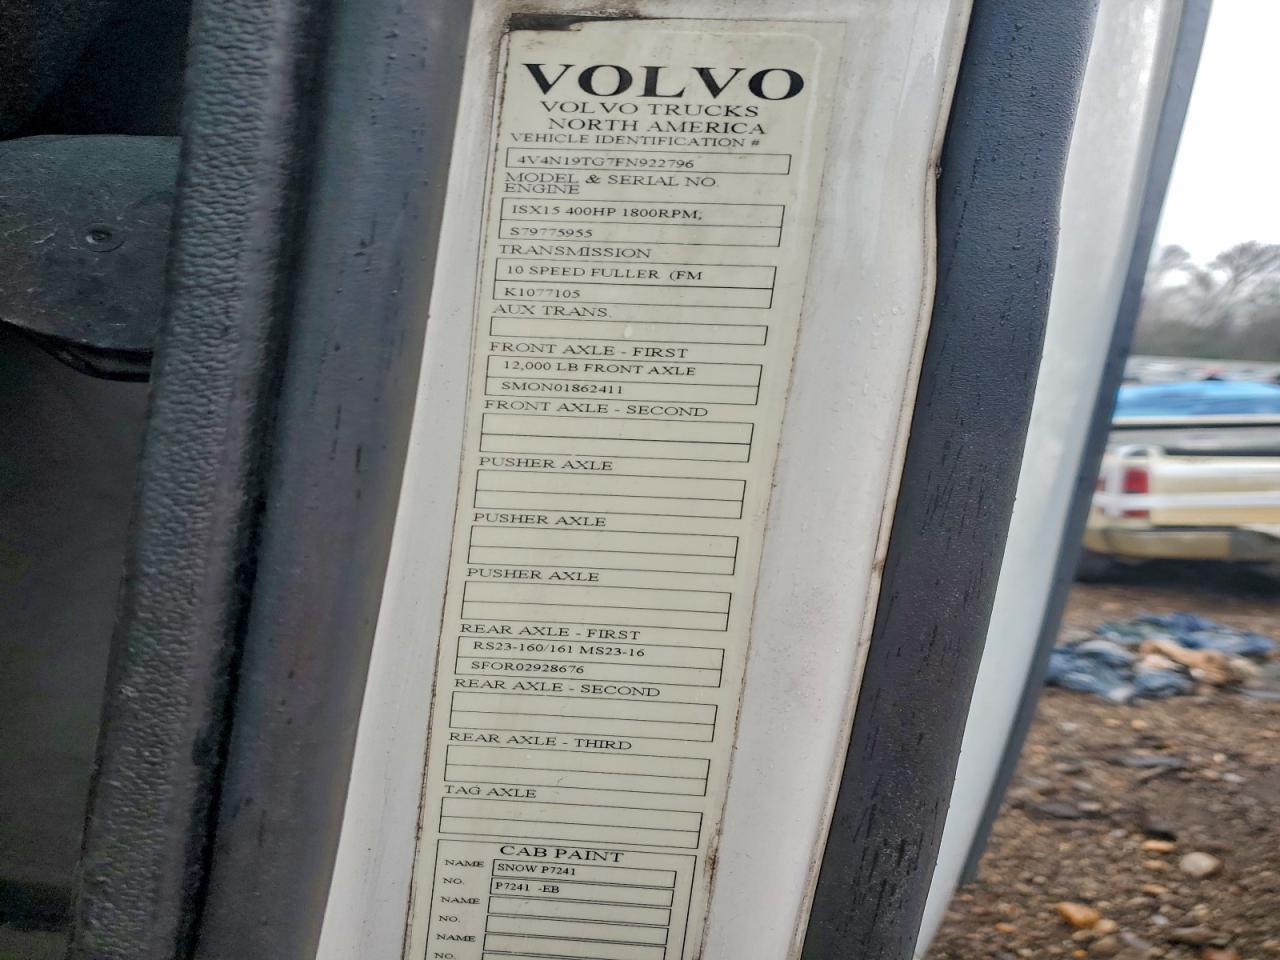 VOLVO
VOLVO TRUCKS
NORTH AMERICA
VEHICLE IDENTIFICATION #
4V4N19TG7FN922796
MODEL & SERIAL NO.
ENGINE
ISX15 400HP 1800RPM,
S79775955
TRANSMISSION
10 SPEED FULLER (FM
K1077105
AUX TRANS.
FRONT AXLE - FIRST
12,000 LB FRONT AXLE
SMON01862411
FRONT AXLE - SECOND
PUSHER AXLE
PUSHER AXLE
PUSHER AXLE
REAR AXLE - FIRST
RS23-160/161 MS23-16
SFOR02928676
REAR AXLE - SECOND
REAR AXLE - THIRD
TAG AXLE
CAB PAINT
NAME SNOW P7241
NO. P7241 -EB
NAME
NO.
NAME
NO.